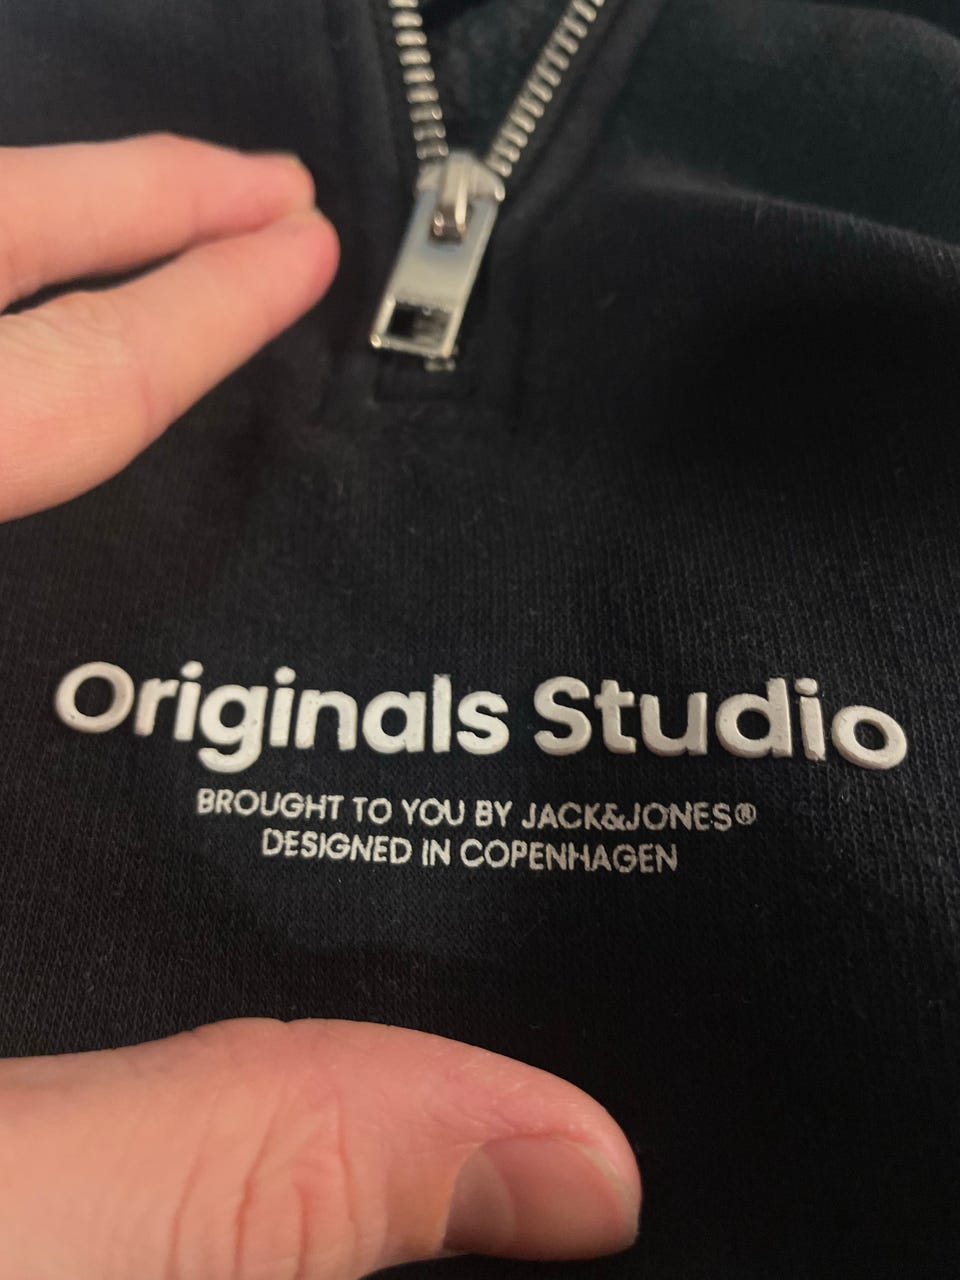 Originals Studio
BROUGHT TO YOU BY JACK&JONES®
DESIGNED IN COPENHAGEN